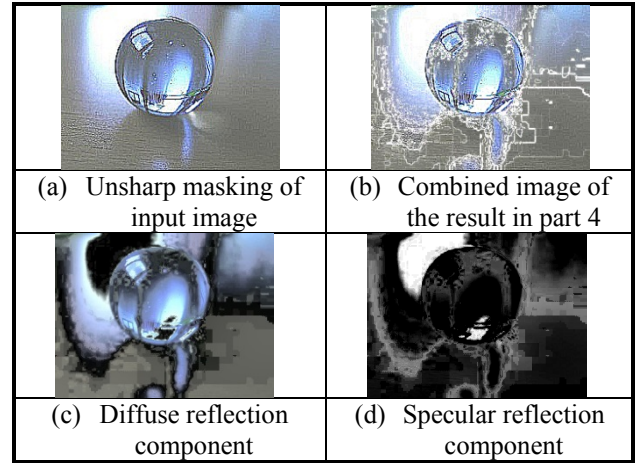 (a) Unsharp masking of
input image
(b) Combined image of
the result in part 4
(c) Diffuse reflection
component
(d) Specular reflection
component